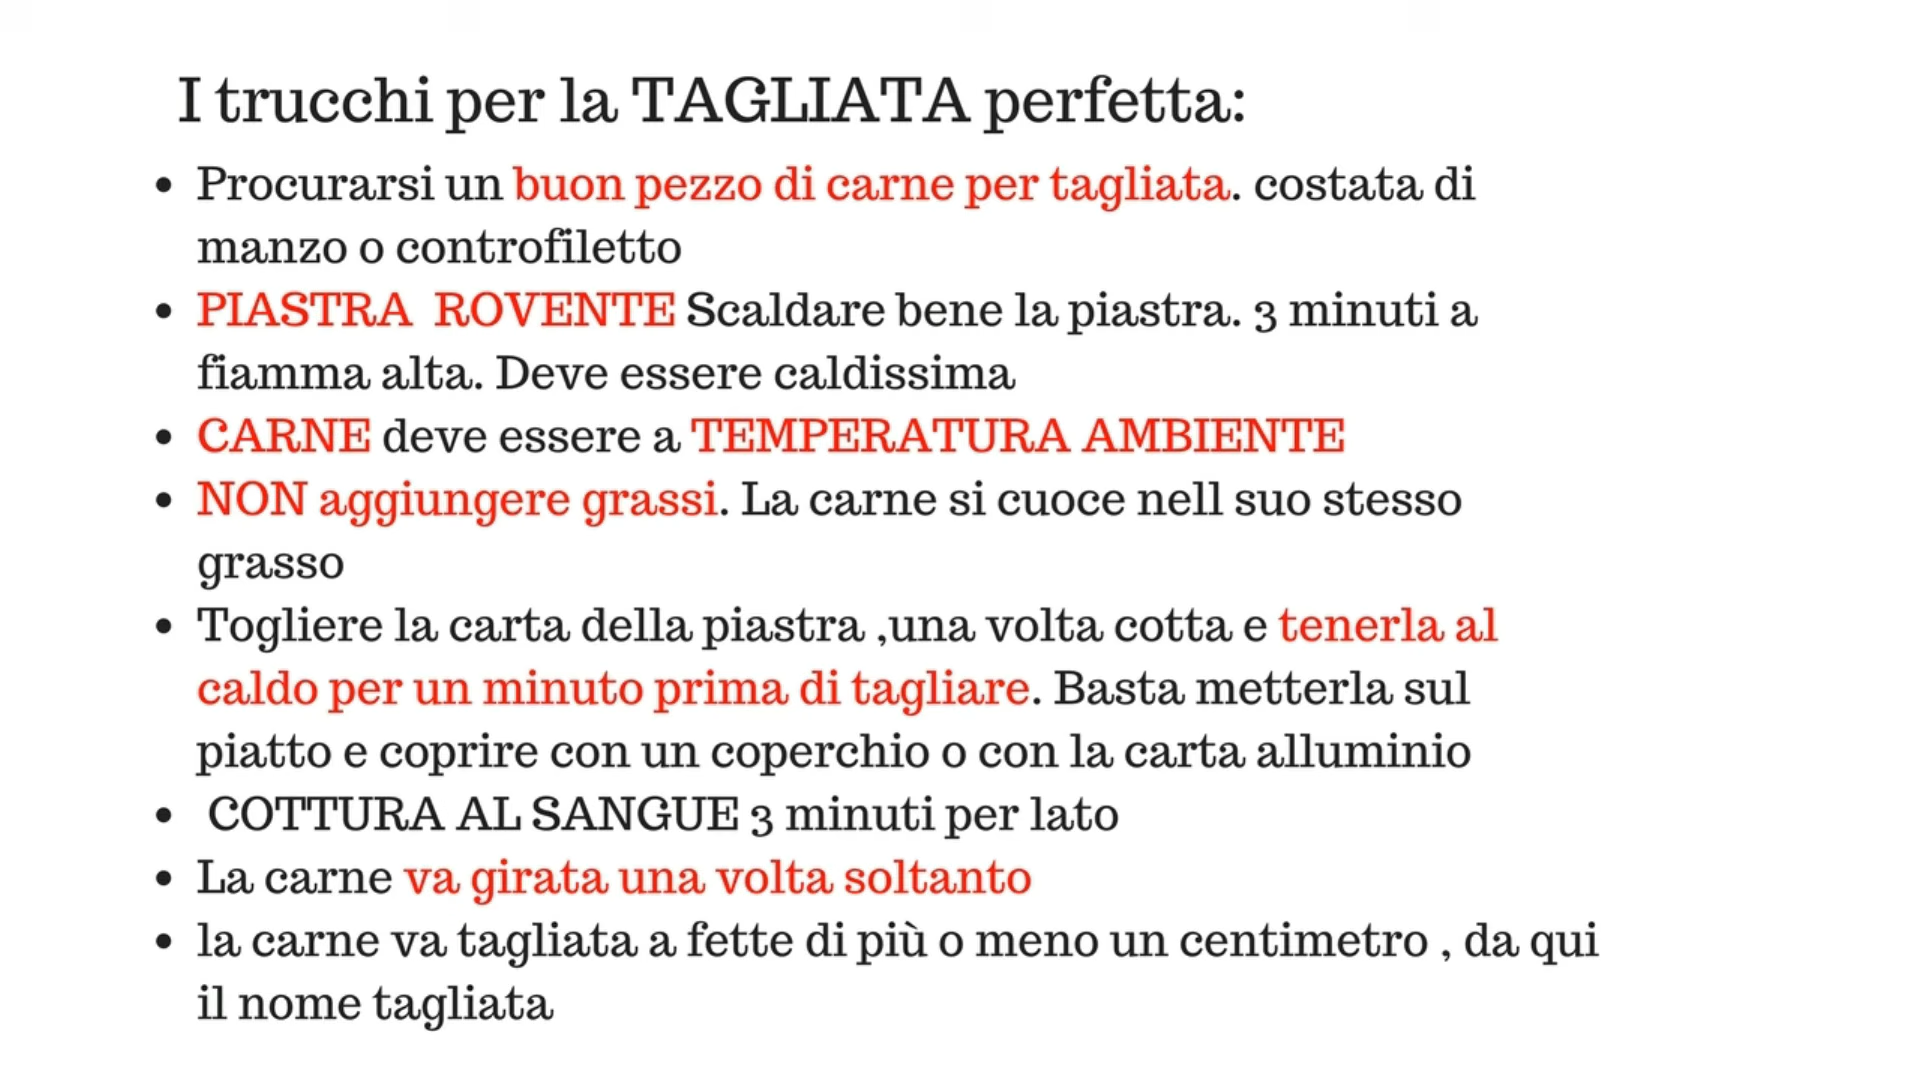 I trucchi per la TAGLIATA perfetta:
• Procurarsi un buon pezzo di carne per tagliata. costata di
manzo o controfiletto
• PIASTRA ROVENTE Scaldare bene la piastra. 3 minuti a
fiamma alta. Deve essere caldissima
• CARNE deve essere a TEMPERATURA AMBIENTE
• NON aggiungere grassi. La carne si cuoce nell suo stesso
grasso
• Togliere la carta della piastra ,una volta cotta e tenerla al
caldo per un minuto prima di tagliare. Basta metterla sul
piatto e coprire con un coperchio o con la carta alluminio
• COTTURA AL SANGUE 3 minuti per lato
• La carne va girata una volta soltanto
• la carne va tagliata a fette di più o meno un centimetro , da qui
il nome tagliata